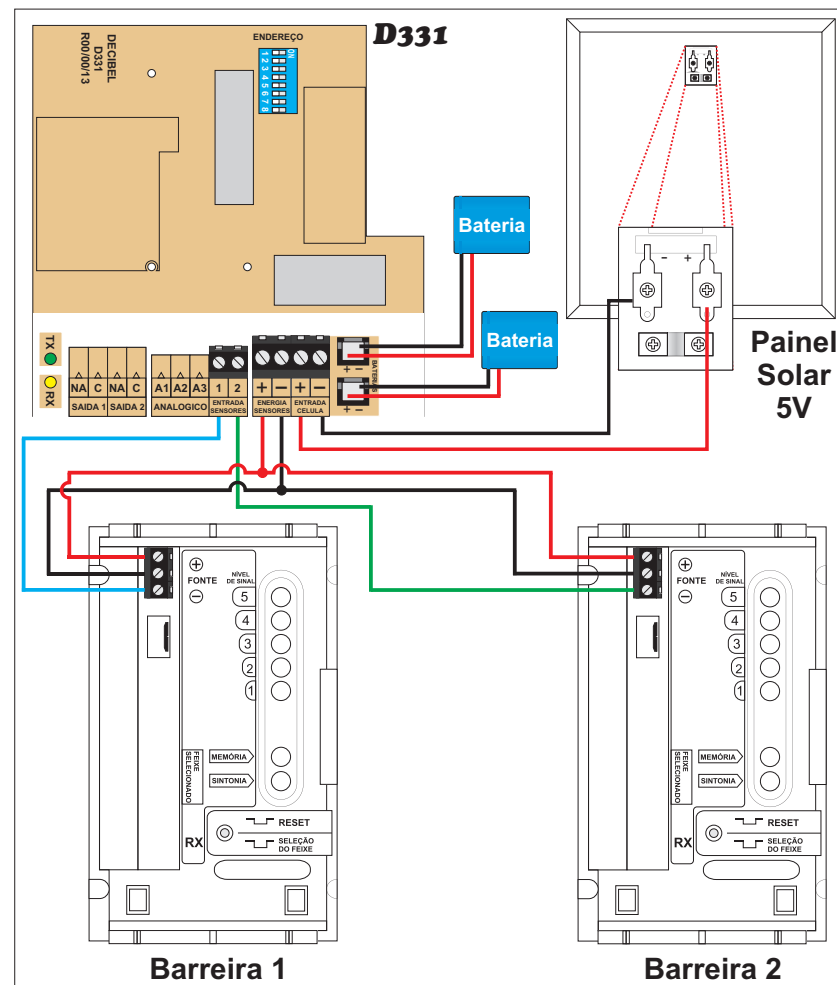 DECIBEL
D331
R00/00/13
ENDEREÇO
D331
ON
1 2 3 4 5 6 7 8
Bateria
Bateria
- +
Painel
Solar
5V
TX
RX
NA C NA C
SAIDA 1 SAIDA 2
A1 A2 A3
ANALOGICO
1 2
ENTRADA
SENSORES
+ − + −
ENERGIA
SENSORES
ENTRADA
CELULA
BATERIAS
+ −
+ −
+
FONTE
−
NÍVEL
DE SINAL
5
4
3
2
1
FEIXE
SELECIONADO
MEMÓRIA
SINTONIA
RX
RESET
SELEÇÃO
DO FEIXE
Barreira 1
+
FONTE
−
NÍVEL
DE SINAL
5
4
3
2
1
FEIXE
SELECIONADO
MEMÓRIA
SINTONIA
RX
RESET
SELEÇÃO
DO FEIXE
Barreira 2